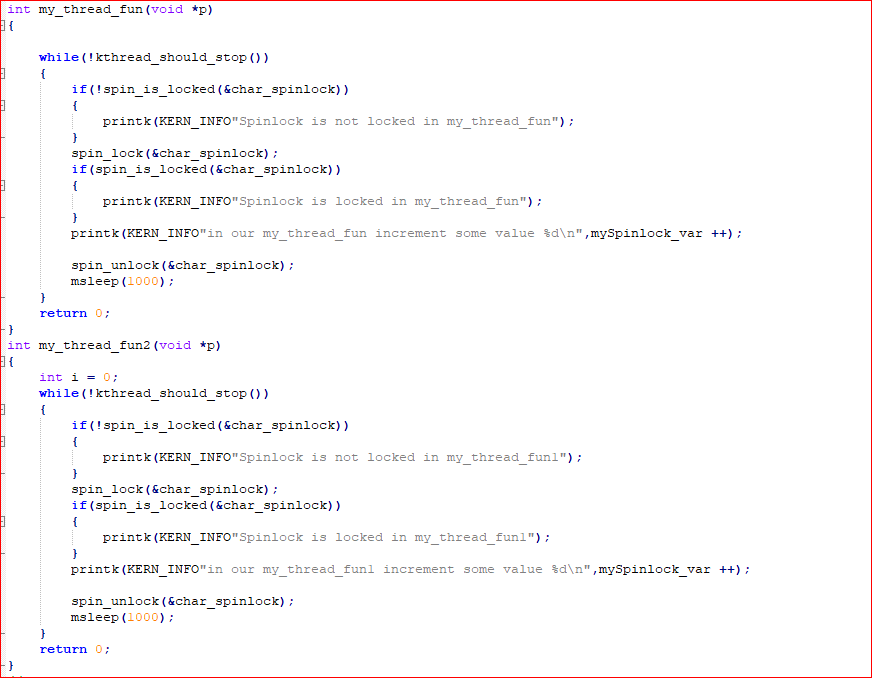 int my_thread_fun(void *p)
{
while(!kthread_should_stop())
{
if(!spin_is_locked(&char_spinlock))
{
printk(KERN_INFO"Spinlock is not locked in my_thread_fun");
}
spin_lock(&char_spinlock);
if(spin_is_locked(&char_spinlock))
{
printk(KERN_INFO"Spinlock is locked in my_thread_fun");
}
printk(KERN_INFO"in our my_thread_fun increment some value %d\n",mySpinlock_var ++);
spin_unlock(&char_spinlock);
msleep(1000);
}
return 0;
}
int my_thread_fun2(void *p)
{
int i = 0;
while(!kthread_should_stop())
{
if(!spin_is_locked(&char_spinlock))
{
printk(KERN_INFO"Spinlock is not locked in my_thread_fun1");
}
spin_lock(&char_spinlock);
if(spin_is_locked(&char_spinlock))
{
printk(KERN_INFO"Spinlock is locked in my_thread_fun1");
}
printk(KERN_INFO"in our my_thread_fun1 increment some value %d\n",mySpinlock_var ++);
spin_unlock(&char_spinlock);
msleep(1000);
}
return 0;
}